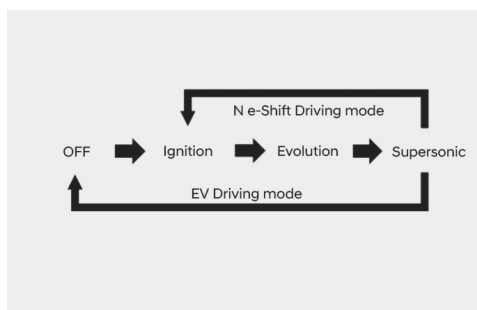 N e-Shift Driving mode
OFF Ignition Evolution Supersonic
EV Driving mode